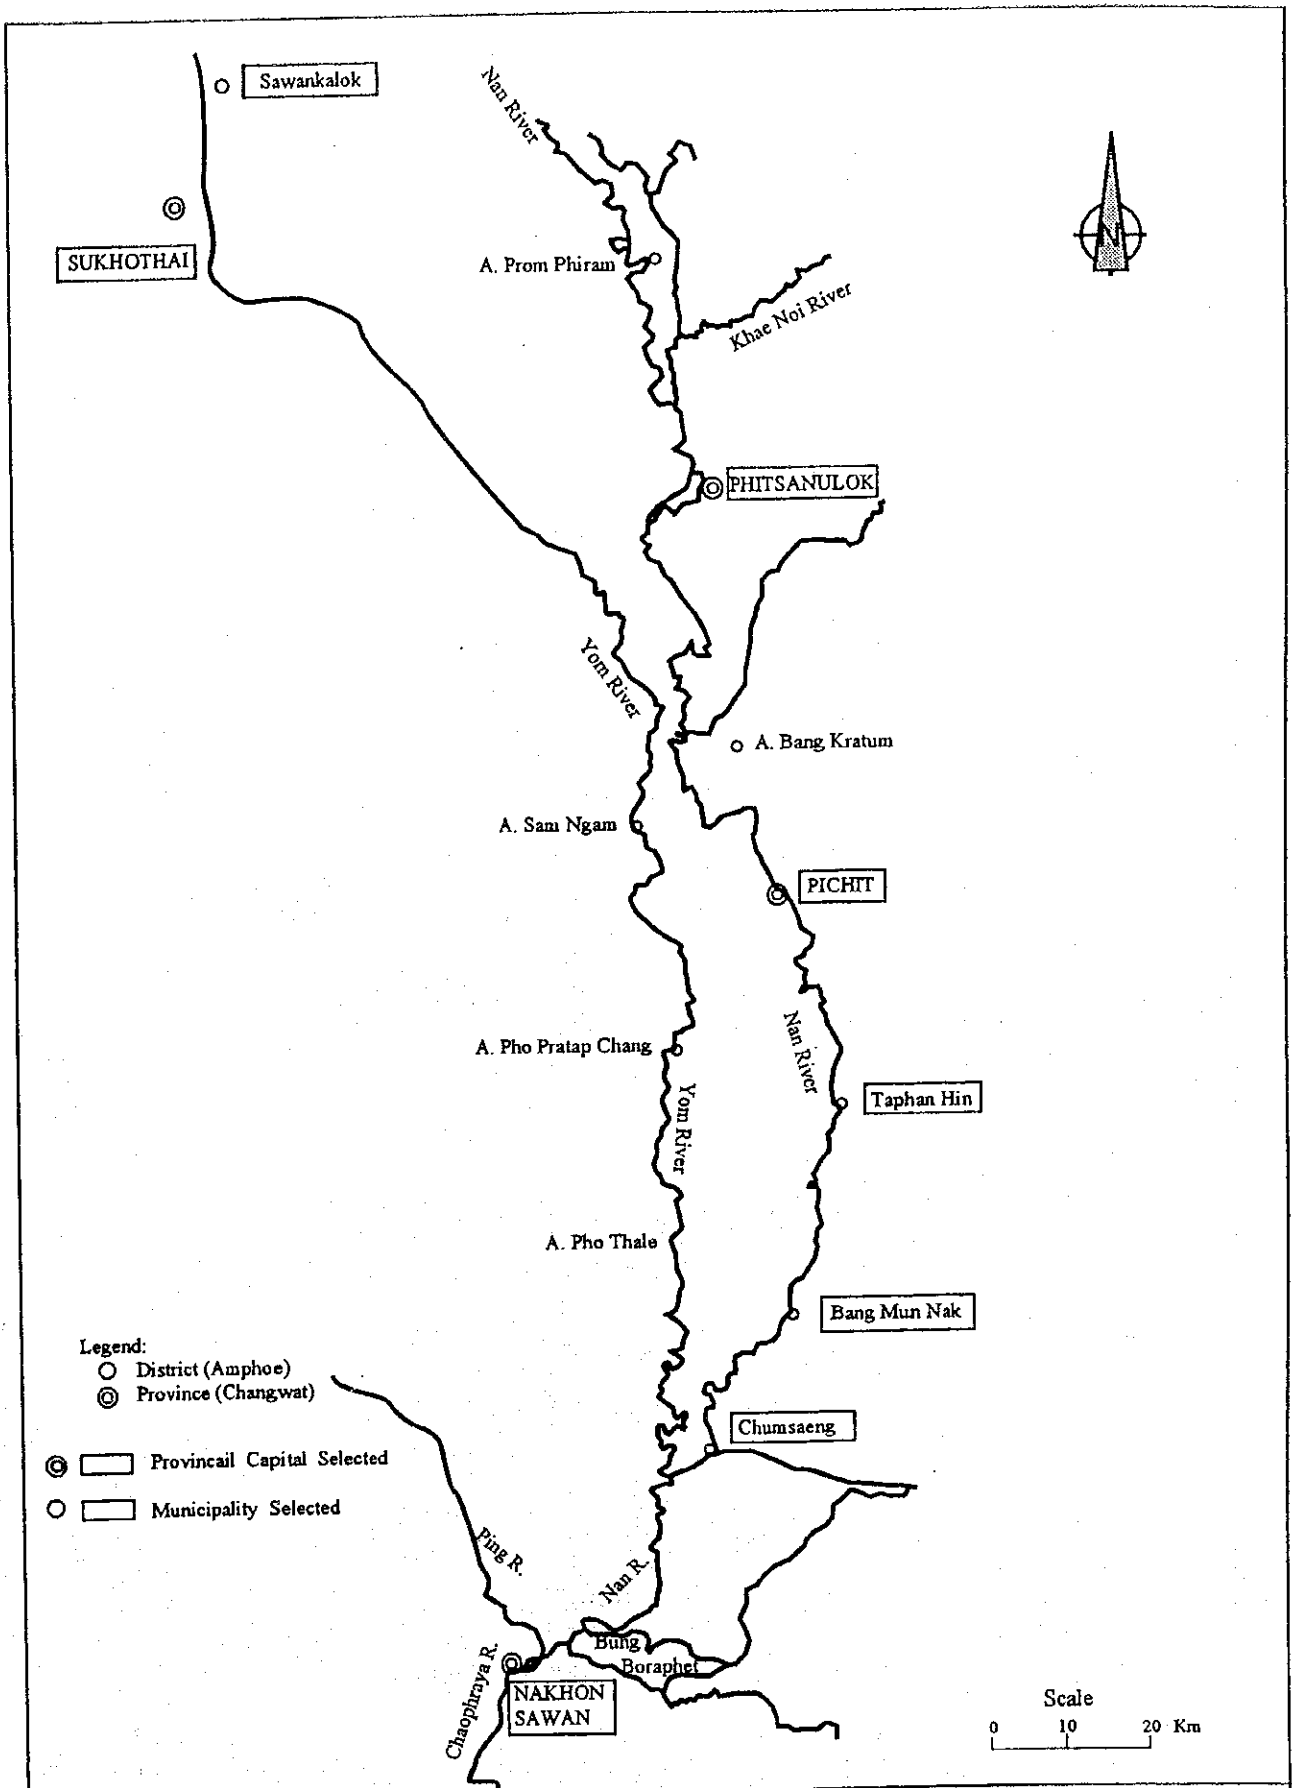 Sawankalok
Nan River
SUKHOTHAI
N
A. Prom Phiram
Khae Noi River
PHITSANULOK
Yom River
A. Bang Kratum
A. Sam Ngam
PICHIT
Nan River
A. Pho Pratap Chang
Yom River
Taphan Hin
A. Pho Thale
Bang Mun Nak
Legend:
District (Amphoe)
Province (Changwat)
Chumsaeng
Provincail Capital Selected
Municipality Selected
Ping R.
Nan R.
Bung
Boraphet
Chaophraya R.
NAKHON
SAWAN
Scale
0 10 20 Km